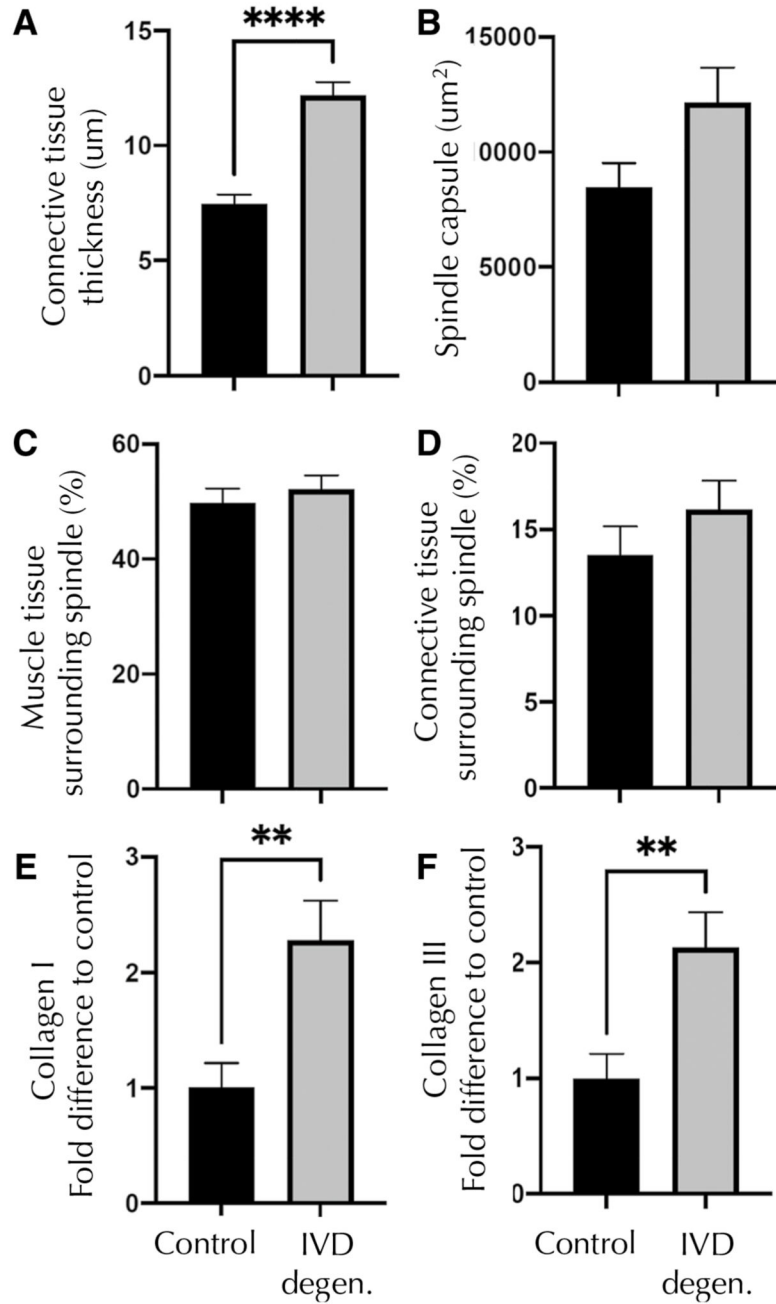 A
Connective tissue
thickness (um)
15
10
5
0
****
B
Spindle capsule (um²)
15000
0000
5000
0
C
Muscle tissue
surrounding spindle (%)
60
40
20
0
D
Connective tissue
surrounding spindle (%)
20
15
10
5
0
E
Collagen I
Fold difference to control
3
2
1
0
**
Control
IVD
degen.
F
Collagen III
Fold difference to control
3
2
1
0
**
Control
IVD
degen.